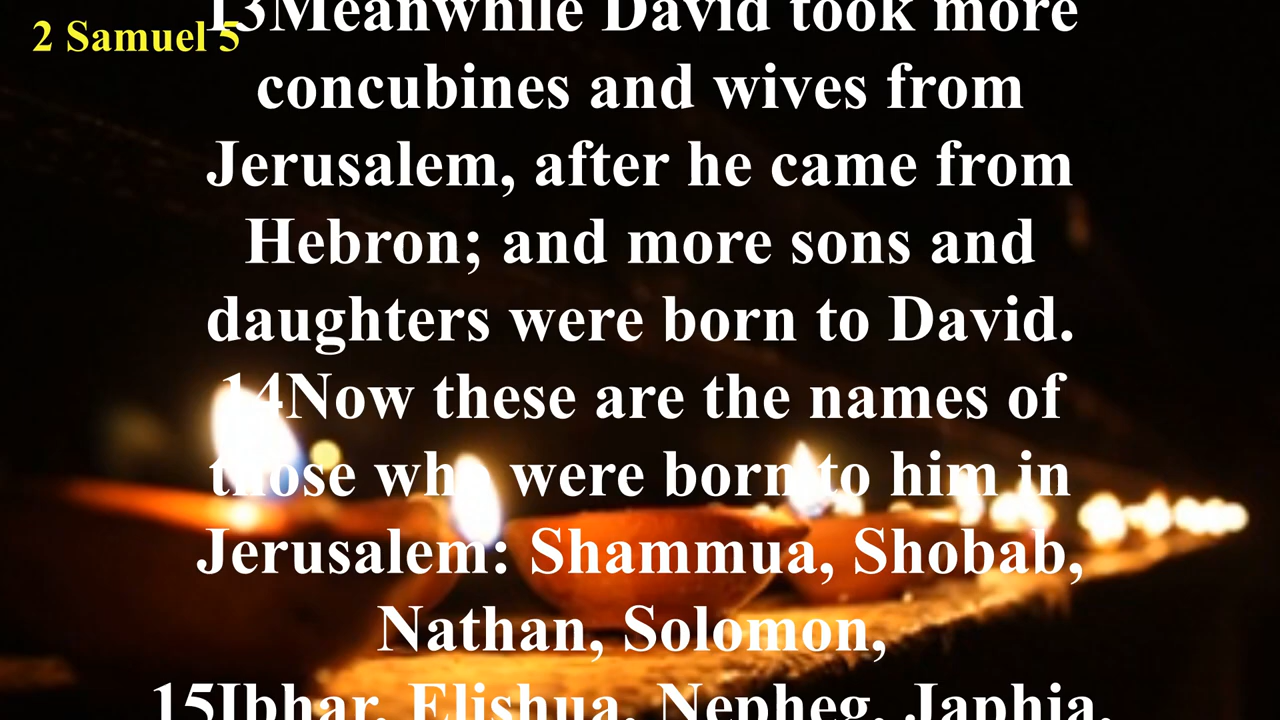 2 Samuel 5
13Meanwhile David took more
concubines and wives from
Jerusalem, after he came from
Hebron; and more sons and
daughters were born to David.
14Now these are the names of
those who were born to him in
Jerusalem: Shammua, Shobab,
Nathan, Solomon,
15Ibhar, Elishua, Nepheg, Japhia,